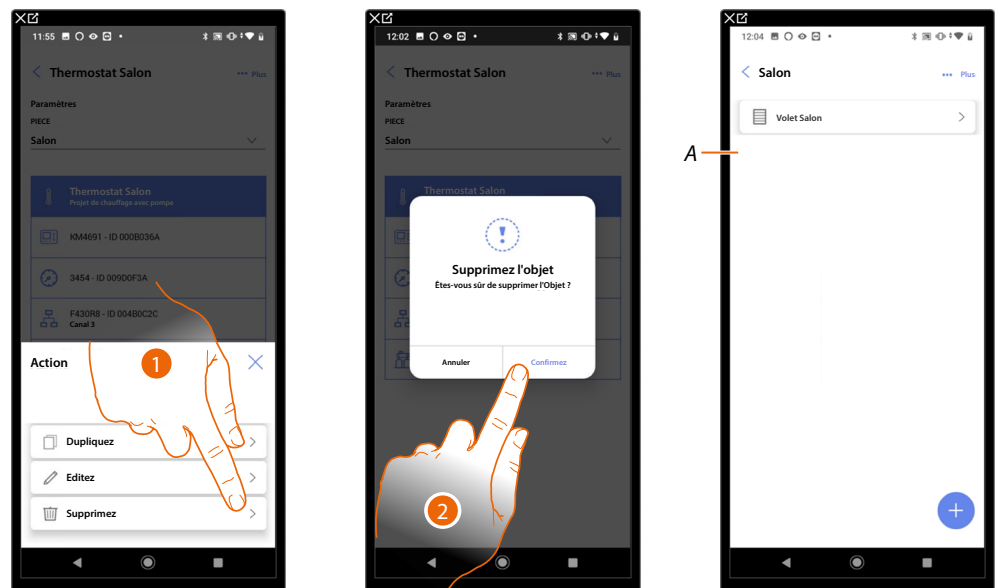 11:55
Thermostat Salon
••• Plus
Paramètres
PIECE
Salon
Thermostat Salon
Projet de chauffage avec pompe
KM4691 - ID 000B036A
3454 - ID 009D0F3A
F430R8 - ID 004B0C2C
Canal 3
Action
1
Dupliquez
Editez
Supprimez
12:02
Thermostat Salon
••• Plus
Paramètres
PIECE
Salon
Thermostat Salon
Supprimez l'objet
Êtes-vous sûr de supprimer l'Objet ?
Annuler
Confirmez
2
12:04
Salon
••• Plus
Volet Salon
A